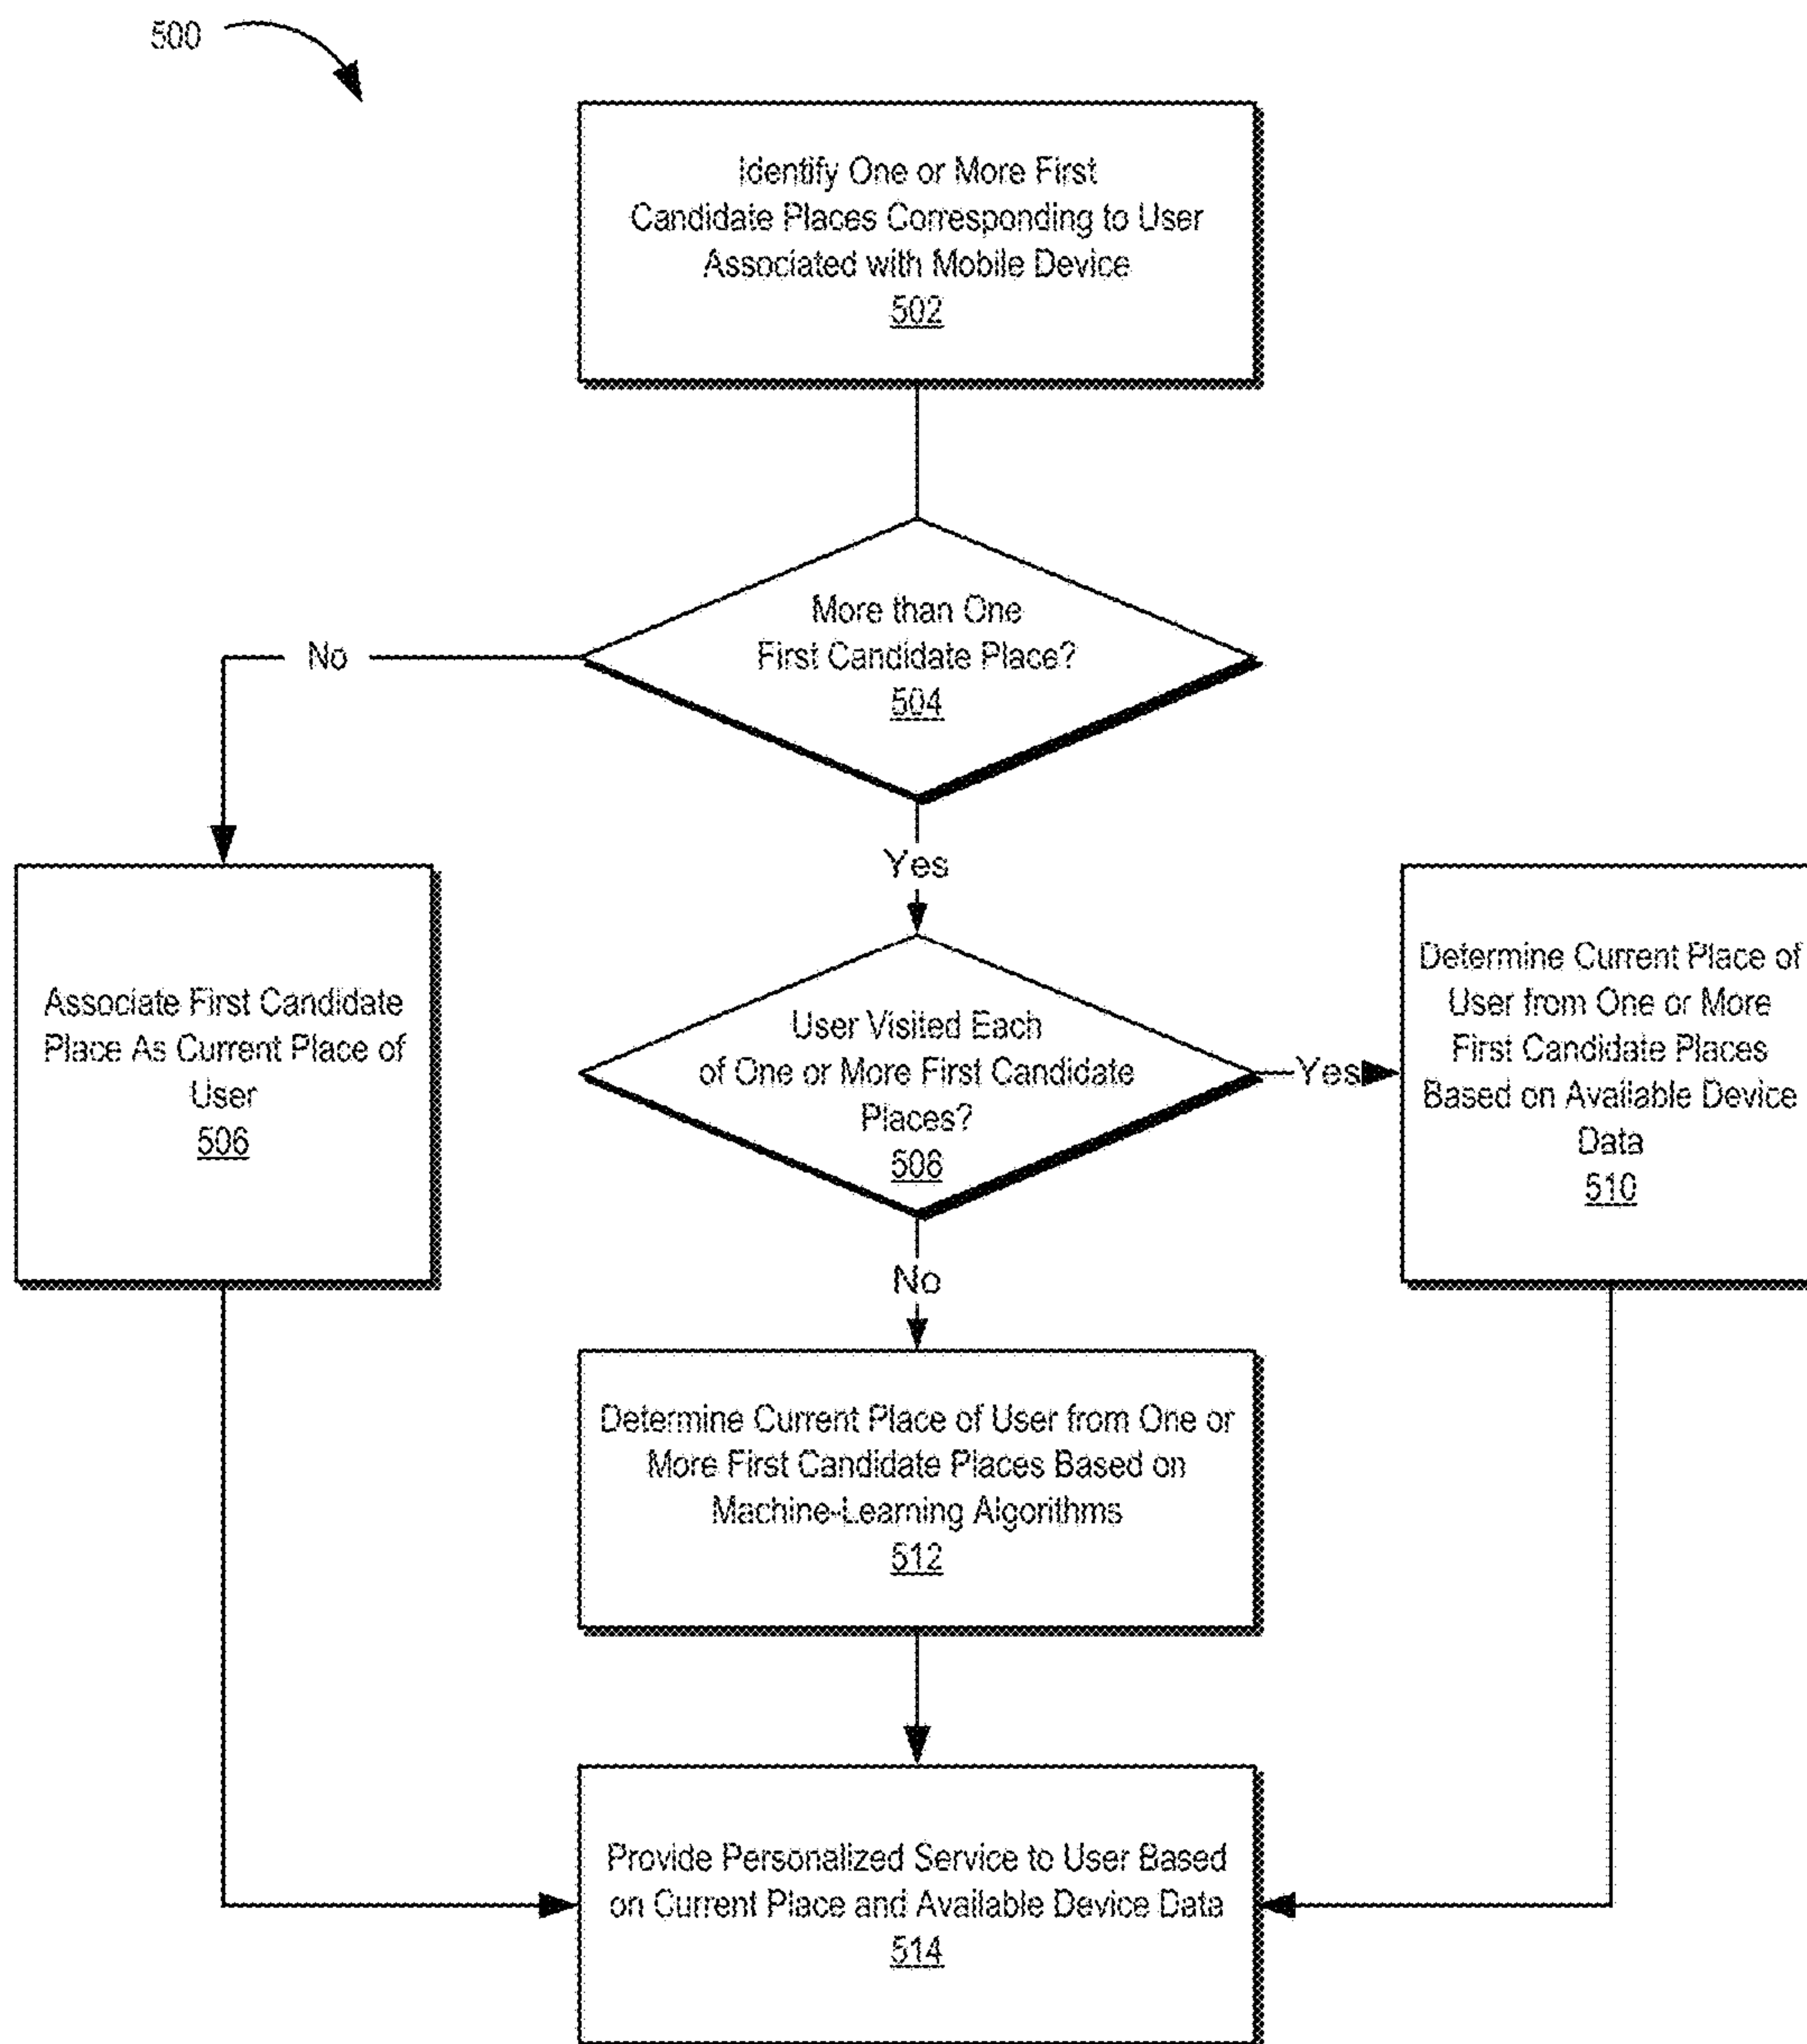 500
Identify One or More First
Candidate Places Corresponding to User
Associated with Mobile Device
502
More than One
First Candidate Place?
504
No
Yes
Associate First Candidate
Place As Current Place of
User
506
User Visited Each
of One or More First Candidate
Places?
508
Yes
Determine Current Place of
User from One or More
First Candidate Places
Based on Available Device
Data
510
No
Determine Current Place of User from One or
More First Candidate Places Based on
Machine-Learning Algorithms
512
Provide Personalized Service to User Based
on Current Place and Available Device Data
514